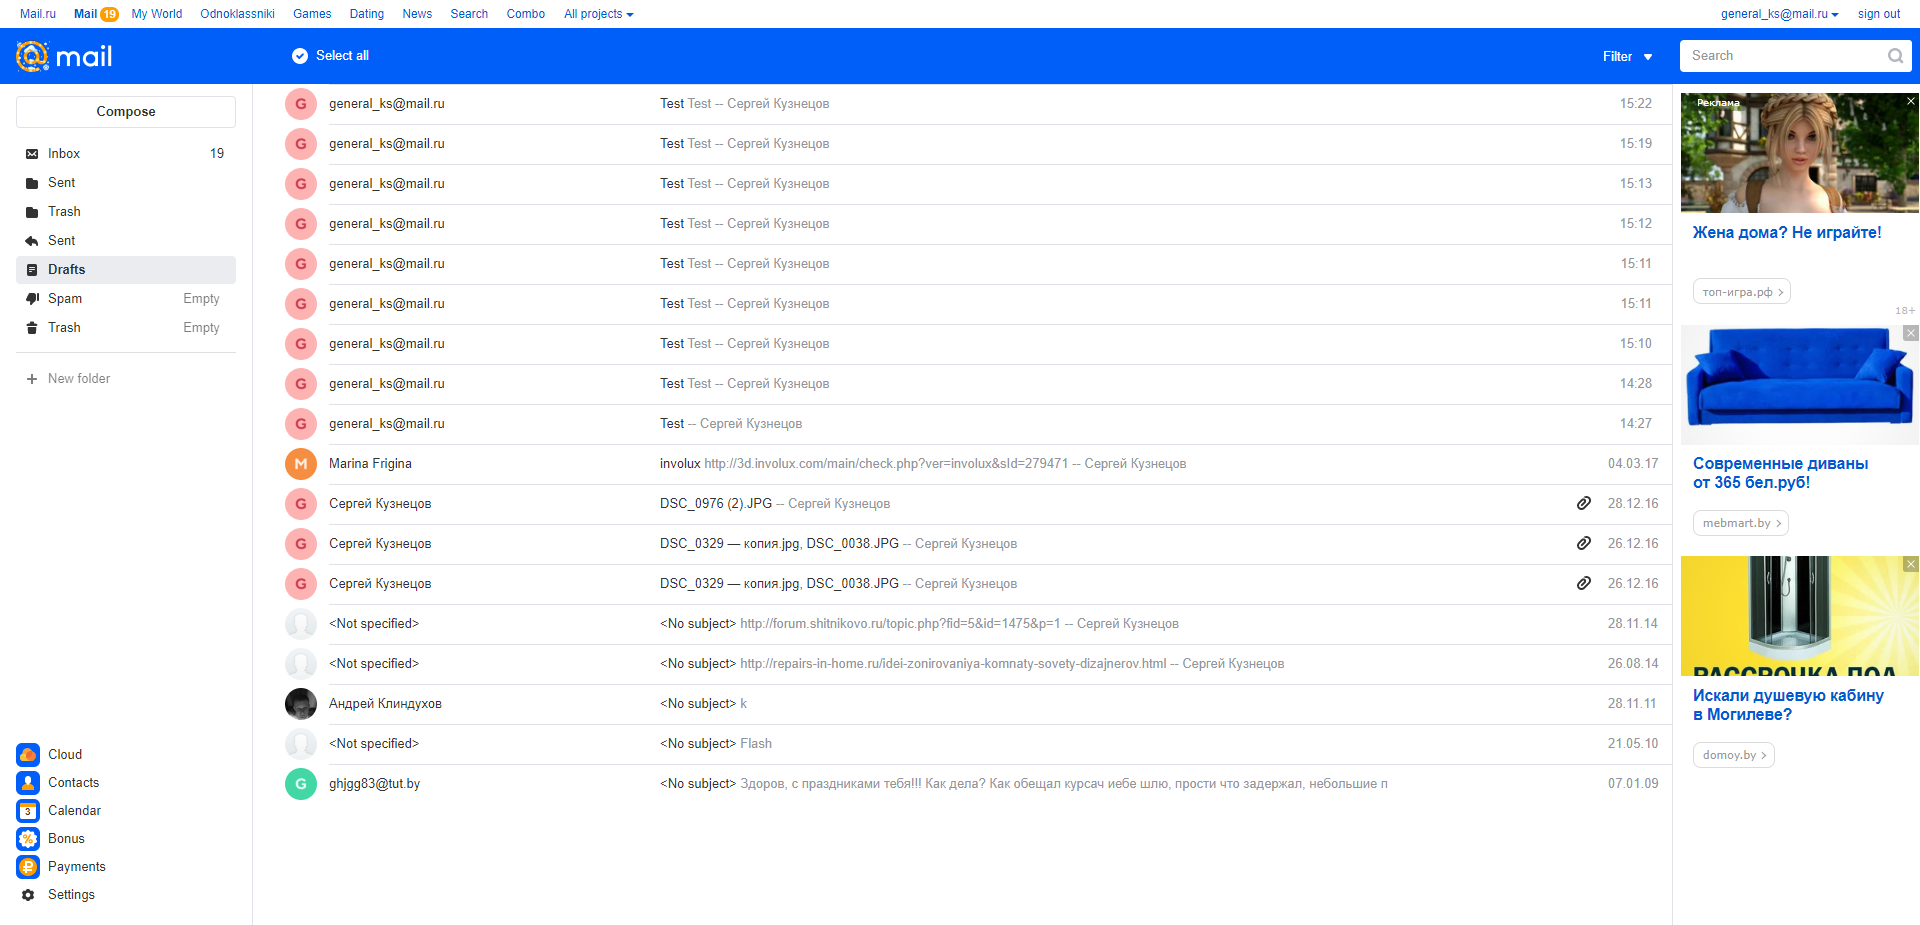 Mail.ru Mail 19 My World Odnoklassniki Games Dating News Search Combo All projects general_ks@mail.ru sign out
@mail Select all Filter Search
Compose
Inbox 19
Sent
Trash
Sent
Drafts
Spam Empty
Trash Empty
New folder
Cloud
Contacts
3 Calendar
% Bonus
₽ Payments
Settings
G general_ks@mail.ru Test Test -- Сергей Кузнецов 15:22
G general_ks@mail.ru Test Test -- Сергей Кузнецов 15:19
G general_ks@mail.ru Test Test -- Сергей Кузнецов 15:13
G general_ks@mail.ru Test Test -- Сергей Кузнецов 15:12
G general_ks@mail.ru Test Test -- Сергей Кузнецов 15:11
G general_ks@mail.ru Test Test -- Сергей Кузнецов 15:11
G general_ks@mail.ru Test Test -- Сергей Кузнецов 15:10
G general_ks@mail.ru Test Test -- Сергей Кузнецов 14:28
G general_ks@mail.ru Test -- Сергей Кузнецов 14:27
M Marina Frigina involux http://3d.involux.com/main/check.php?ver=involux&sId=279471 -- Сергей Кузнецов 04.03.17
G Сергей Кузнецов DSC_0976 (2).JPG -- Сергей Кузнецов 28.12.16
G Сергей Кузнецов DSC_0329 — копия.jpg, DSC_0038.JPG -- Сергей Кузнецов 26.12.16
G Сергей Кузнецов DSC_0329 — копия.jpg, DSC_0038.JPG -- Сергей Кузнецов 26.12.16
<Not specified> <No subject> http://forum.shitnikovo.ru/topic.php?fid=5&id=1475&p=1 -- Сергей Кузнецов 28.11.14
<Not specified> <No subject> http://repairs-in-home.ru/idei-zonirovaniya-komnaty-sovety-dizajnerov.html -- Сергей Кузнецов 26.08.14
Андрей Клиндухов <No subject> k 28.11.11
<Not specified> <No subject> Flash 21.05.10
G ghjgg83@tut.by <No subject> Здоров, с праздниками тебя!!! Как дела? Как обещал курсач иебе шлю, прости что задержал, небольшие п 07.01.09
Реклама
Жена дома? Не играйте!
топ-игра.рф
18+
Современные диваны
от 365 бел.руб!
mebmart.by
РАССРОЧКА ПОД
Искали душевую кабину
в Могилеве?
domoy.by